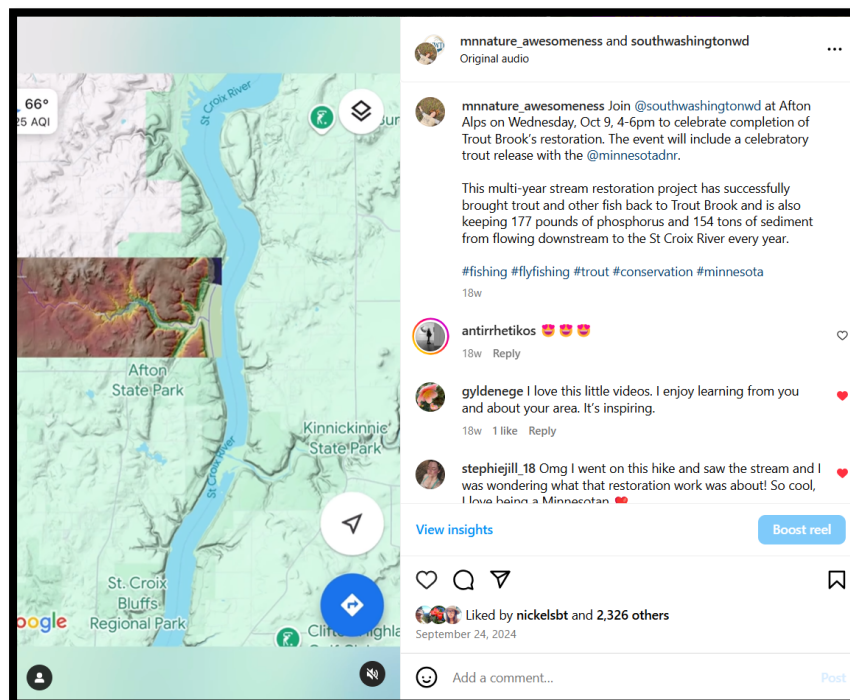 mnnature_awesomeness and southwashingtonwd
Original audio
66°
25 AQI
St Croix River
mnnature_awesomeness Join @southwashingtonwd at Afton
Alps on Wednesday, Oct 9, 4-6pm to celebrate completion of
Trout Brook's restoration. The event will include a celebratory
trout release with the @minnesotadnr.
This multi-year stream restoration project has successfully
brought trout and other fish back to Trout Brook and is also
keeping 177 pounds of phosphorus and 154 tons of sediment
from flowing downstream to the St Croix River every year.
#fishing #flyfishing #trout #conservation #minnesota
18w
antirrhetikos 😍 😍 😍
18w Reply
gyldenege I love this little videos. I enjoy learning from you
and about your area. It's inspiring.
18w 1 like Reply
stephiejill_18 Omg I went on this hike and saw the stream and I
was wondering what that restoration work was about! So cool,
I love being a Minnesotan ❤️
Afton
State Park
Kinnickinnic
State Park
St Croix River
St. Croix
Bluffs
Regional Park
oogle
View insights
Boost reel
Liked by nickelsbt and 2,326 others
September 24, 2024
Add a comment...
Post